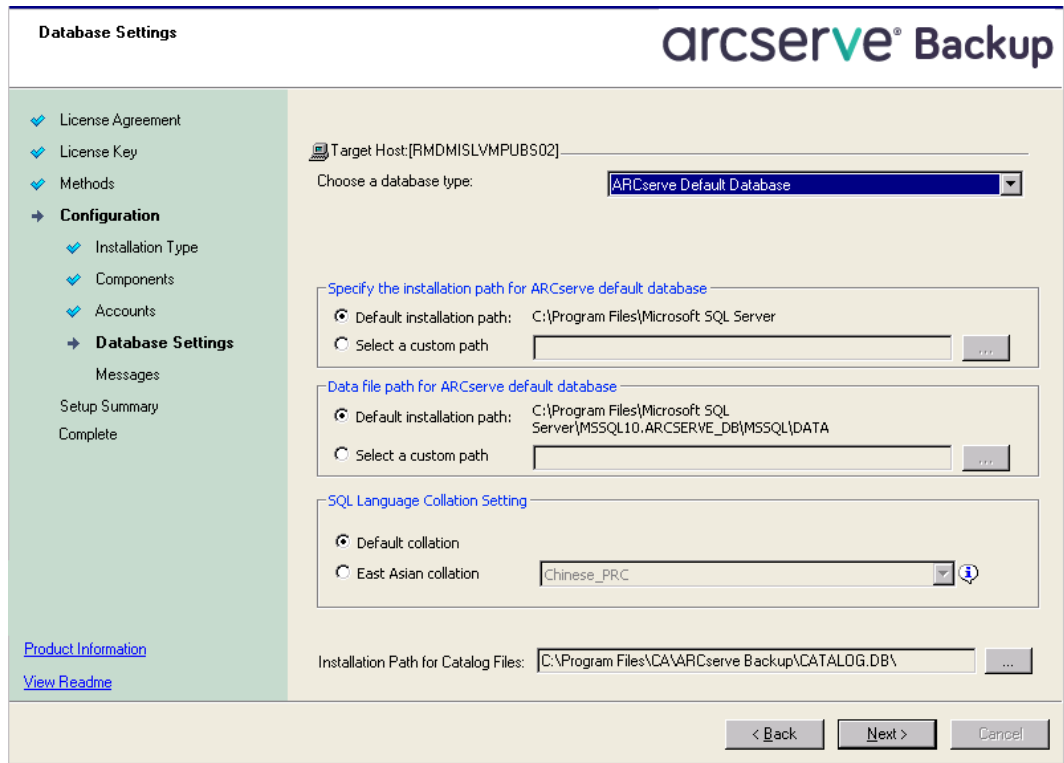 Database Settings
arcserve® Backup
License Agreement
License Key
Methods
Configuration
Installation Type
Components
Accounts
Database Settings
Messages
Setup Summary
Complete
Product Information
View Readme
Target Host:[RMDMISLVMPUBS02]
Choose a database type:
ARCserve Default Database
Specify the installation path for ARCserve default database
Default installation path: C:\Program Files\Microsoft SQL Server
Select a custom path
...
Data file path for ARCserve default database
Default installation path: C:\Program Files\Microsoft SQL
Server\MSSQL10.ARCSERVE_DB\MSSQL\DATA
Select a custom path
...
SQL Language Collation Setting
Default collation
East Asian collation
Chinese_PRC
Installation Path for Catalog Files: C:\Program Files\CA\ARCserve Backup\CATALOG.DB\
...
< Back
Next >
Cancel